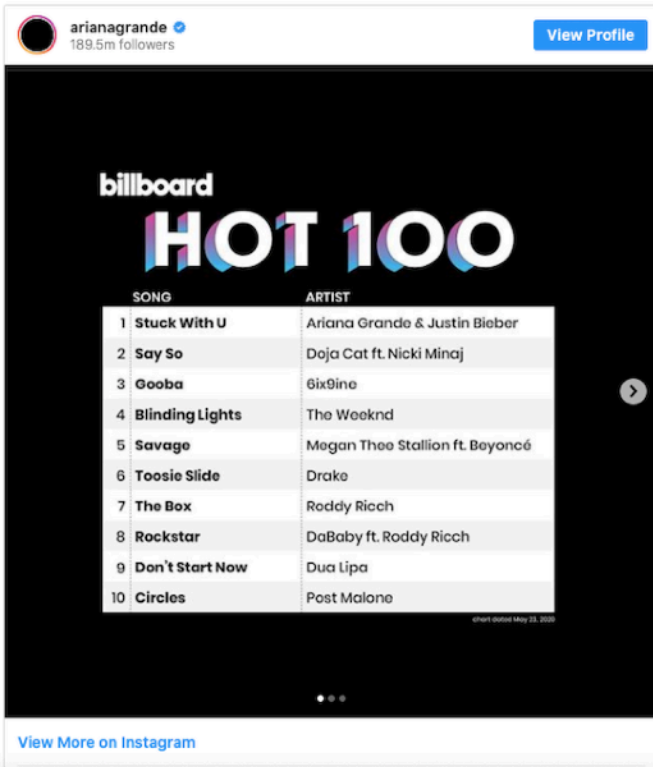 arianagrande
189.5m followers
View Profile
billboard
HOT 100
SONG ARTIST
1 Stuck With U Ariana Grande & Justin Bieber
2 Say So Doja Cat ft. Nicki Minaj
3 Gooba 6ix9ine
4 Blinding Lights The Weeknd
5 Savage Megan Thee Stallion ft. Beyoncé
6 Toosie Slide Drake
7 The Box Roddy Ricch
8 Rockstar DaBaby ft. Roddy Ricch
9 Don't Start Now Dua Lipa
10 Circles Post Malone
chart dated May 23, 2020
View More on Instagram